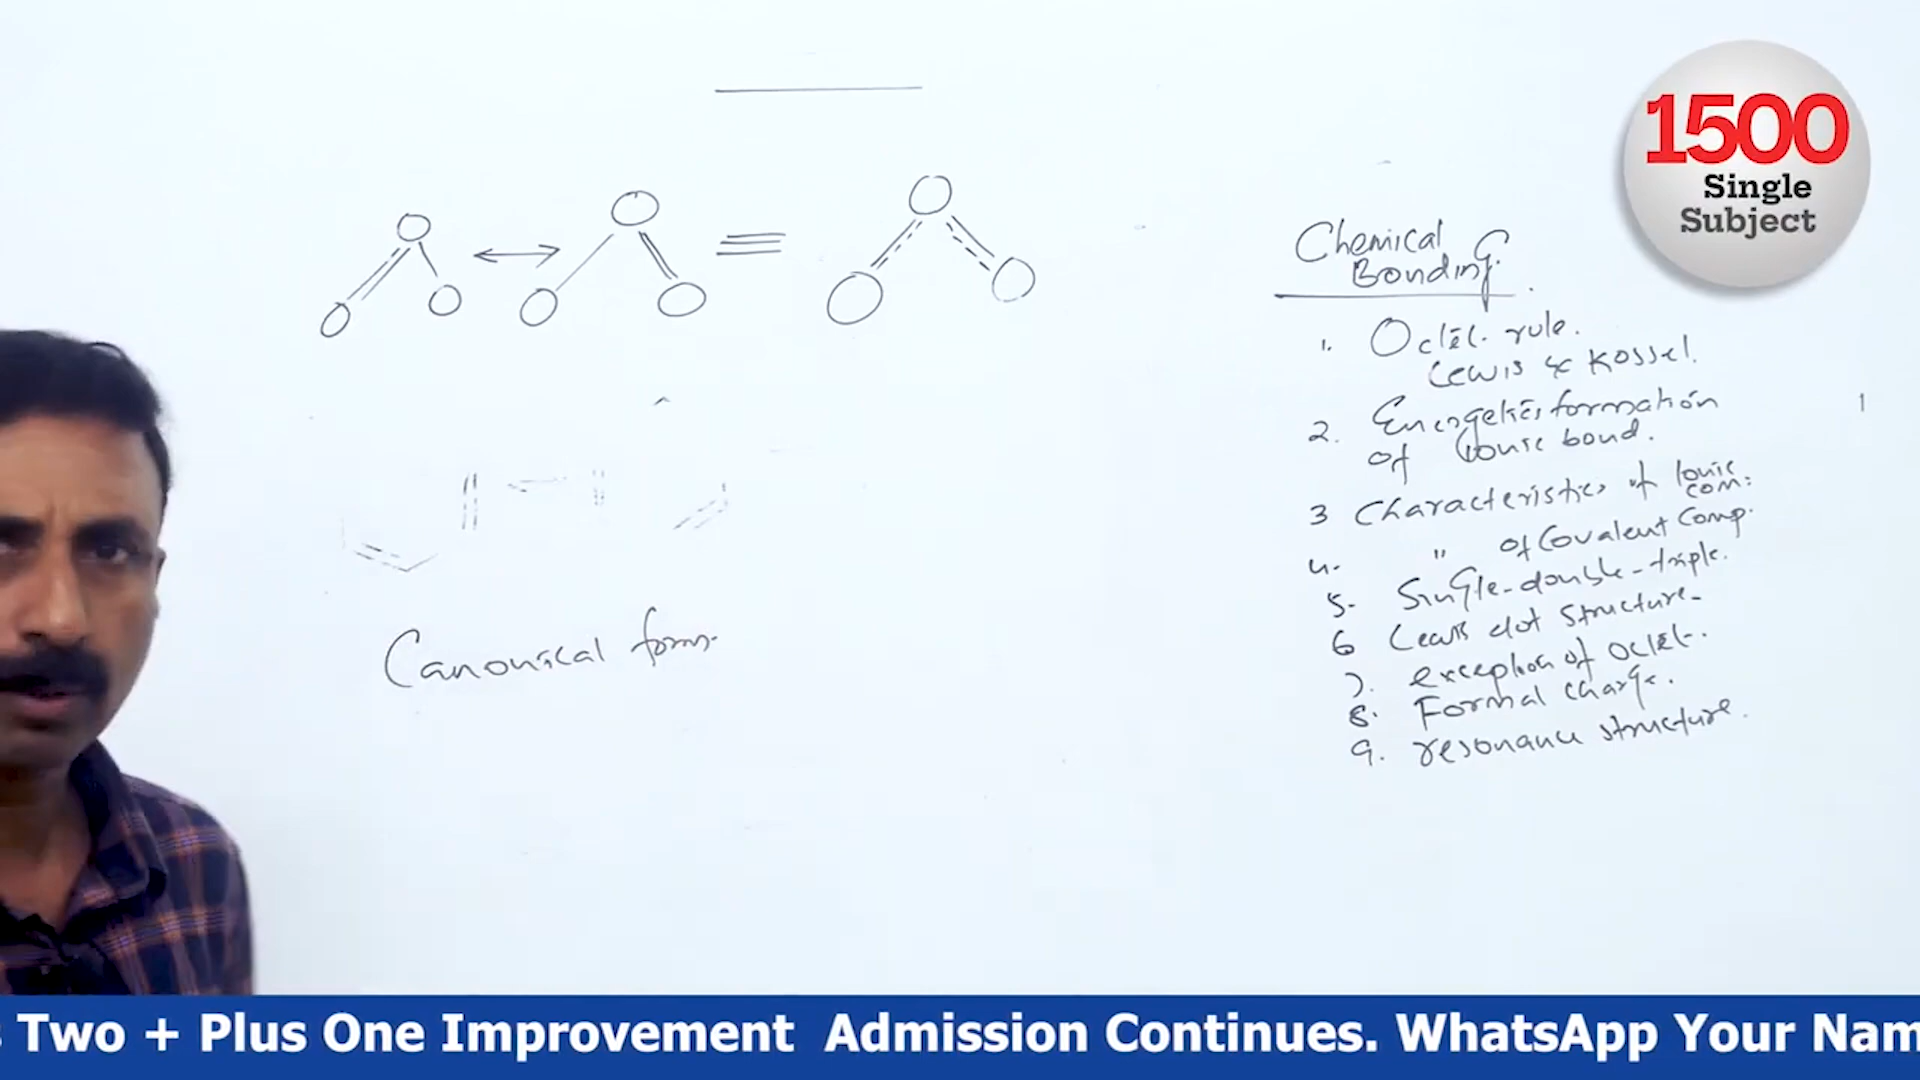 1500
Single
Subject
O O O
O O O O O O
Chemical
Bonding.
1. Octet. rule.
Lewis & Kossel.
2. Energetics formation
of Ionic bond.
3 Characteristics of Ionic
com:
4. " of Covalent Comp.
5. Single-double-triple.
6 Lewis dot structure-
7. exception of octet.
8. Formal charge.
9. resonance structure.
Canonical form.
Two + Plus One Improvement Admission Continues. WhatsApp Your Nam